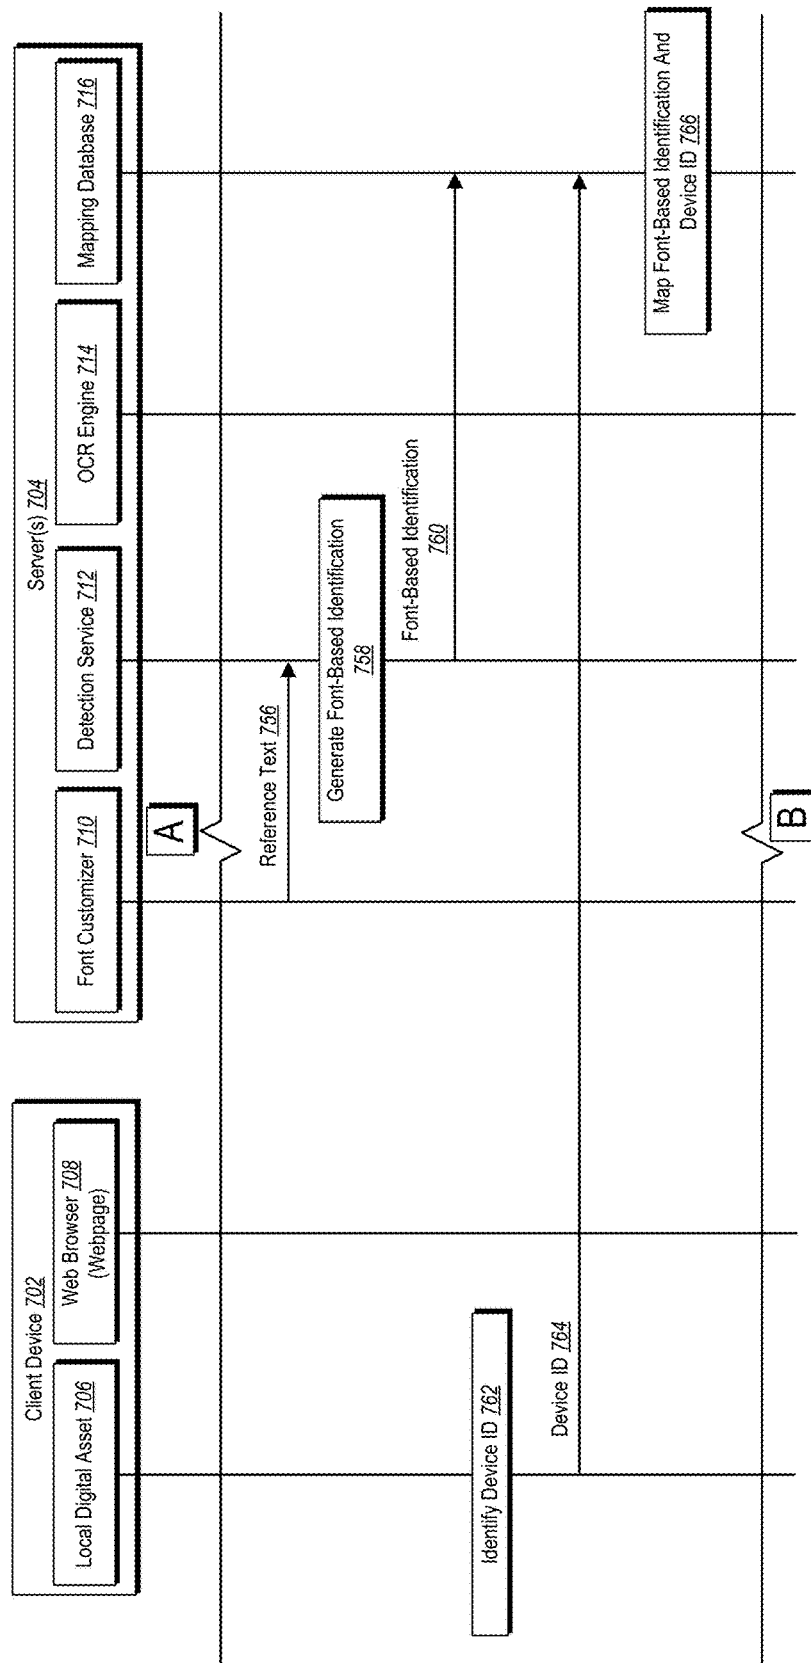 Client Device 702
Local Digital Asset 706
Web Browser 708
(Webpage)
Server(s) 704
Font Customizer 710
Detection Service 712
OCR Engine 714
Mapping Database 716
A
Reference Text 756
Generate Font-Based Identification
758
Font-Based Identification
760
Identify Device ID 762
Device ID 764
Map Font-Based Identification And
Device ID 766
B